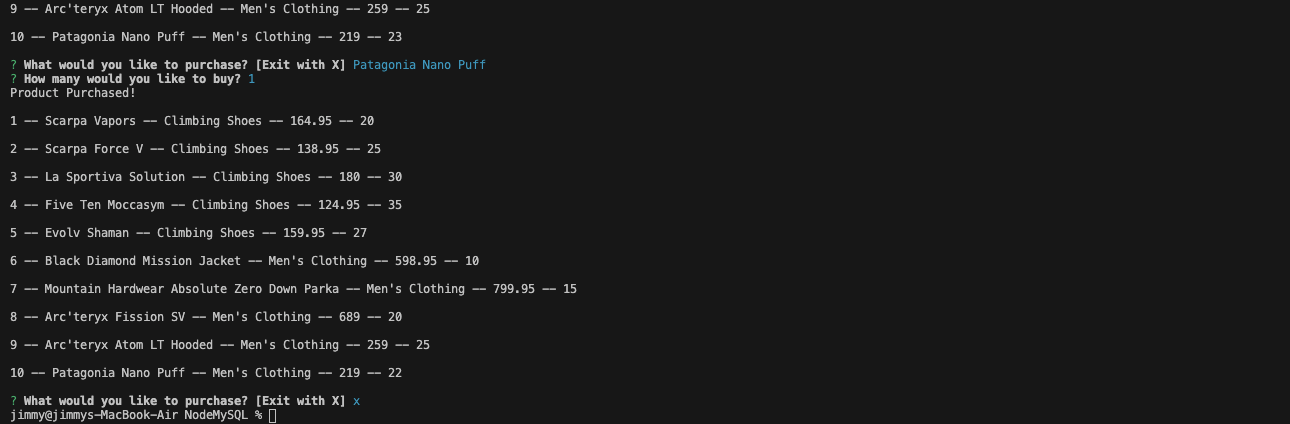 9 -- Arc'teryx Atom LT Hooded -- Men's Clothing -- 259 -- 25
10 -- Patagonia Nano Puff -- Men's Clothing -- 219 -- 23
? What would you like to purchase? [Exit with X] Patagonia Nano Puff
? How many would you like to buy? 1
Product Purchased!
1 -- Scarpa Vapors -- Climbing Shoes -- 164.95 -- 20
2 -- Scarpa Force V -- Climbing Shoes -- 138.95 -- 25
3 -- La Sportiva Solution -- Climbing Shoes -- 180 -- 30
4 -- Five Ten Moccasym -- Climbing Shoes -- 124.95 -- 35
5 -- Evolv Shaman -- Climbing Shoes -- 159.95 -- 27
6 -- Black Diamond Mission Jacket -- Men's Clothing -- 598.95 -- 10
7 -- Mountain Hardwear Absolute Zero Down Parka -- Men's Clothing -- 799.95 -- 15
8 -- Arc'teryx Fission SV -- Men's Clothing -- 689 -- 20
9 -- Arc'teryx Atom LT Hooded -- Men's Clothing -- 259 -- 25
10 -- Patagonia Nano Puff -- Men's Clothing -- 219 -- 22
? What would you like to purchase? [Exit with X] x
jimmy@jimmys-MacBook-Air NodeMySQL %